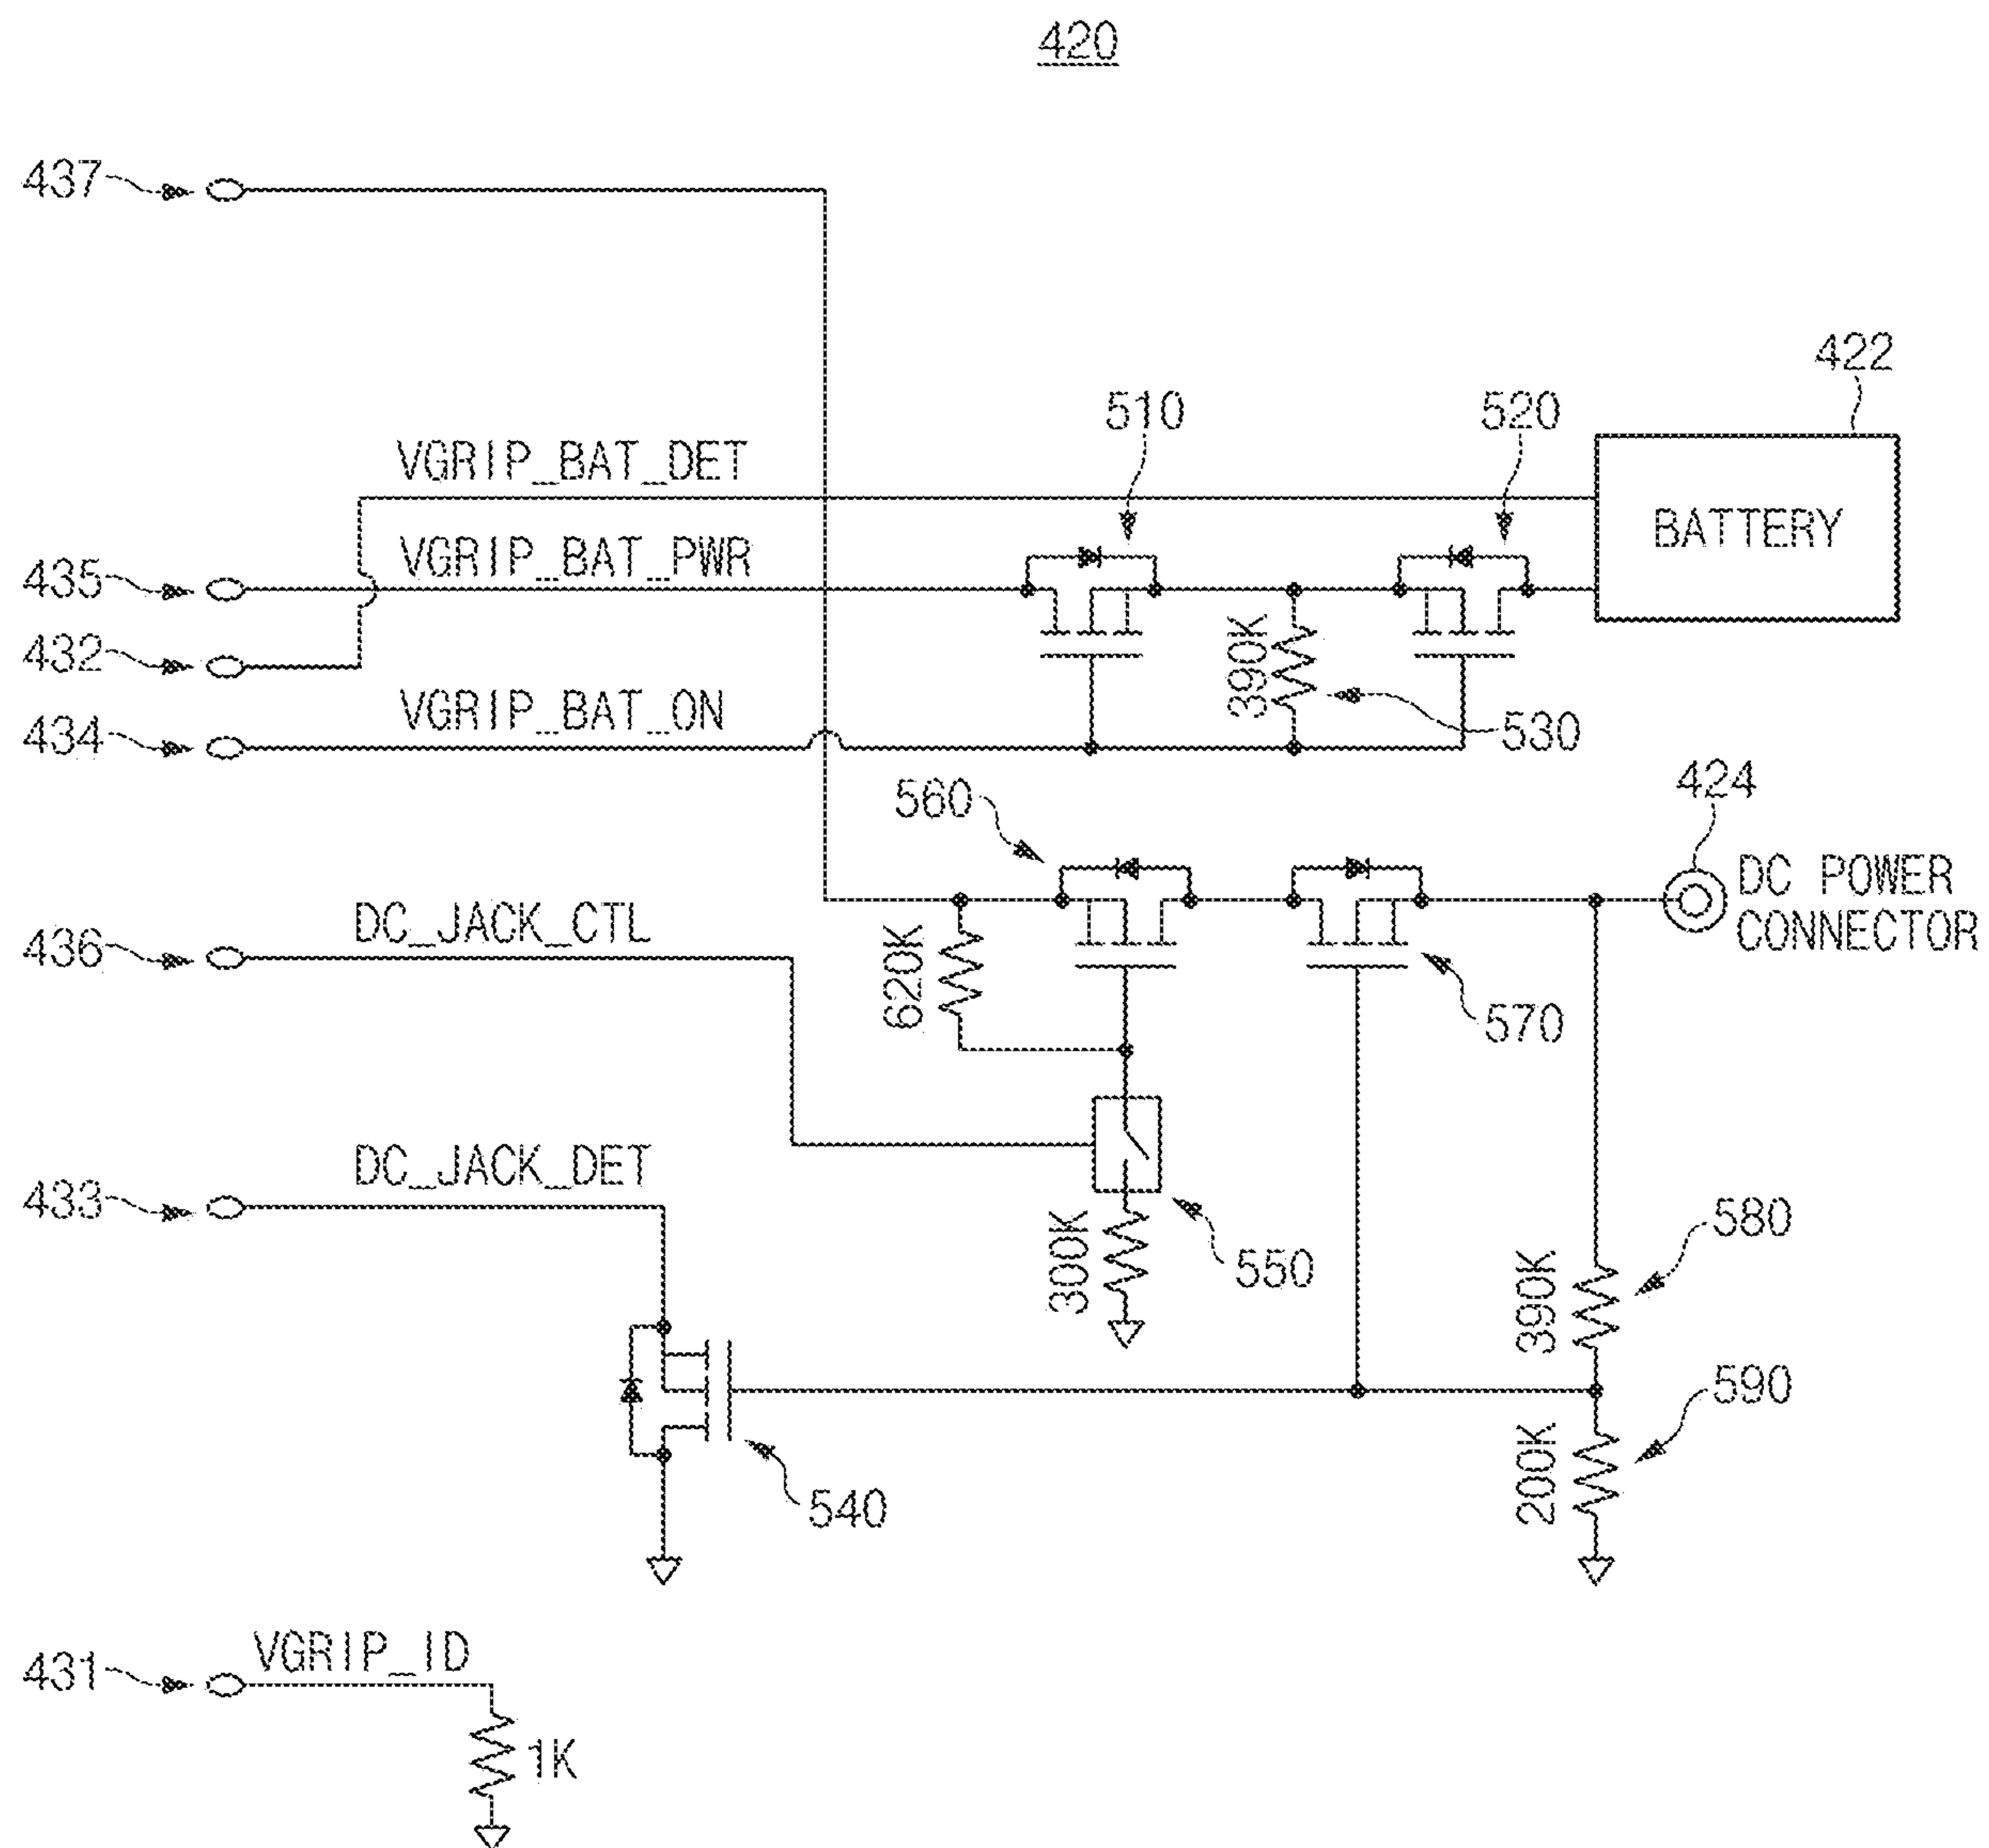 420
437
422
510
520
VGRIP_BAT_DET
BATTERY
VGRIP_BAT_PWR
435
390K
432
VGRIP_BAT_ON
530
434
424
560
DC POWER
CONNECTOR
DC_JACK_CTL
436
620K
570
DC_JACK_DET
433
580
300K
550
390K
590
200K
540
VGRIP_ID
431
1K